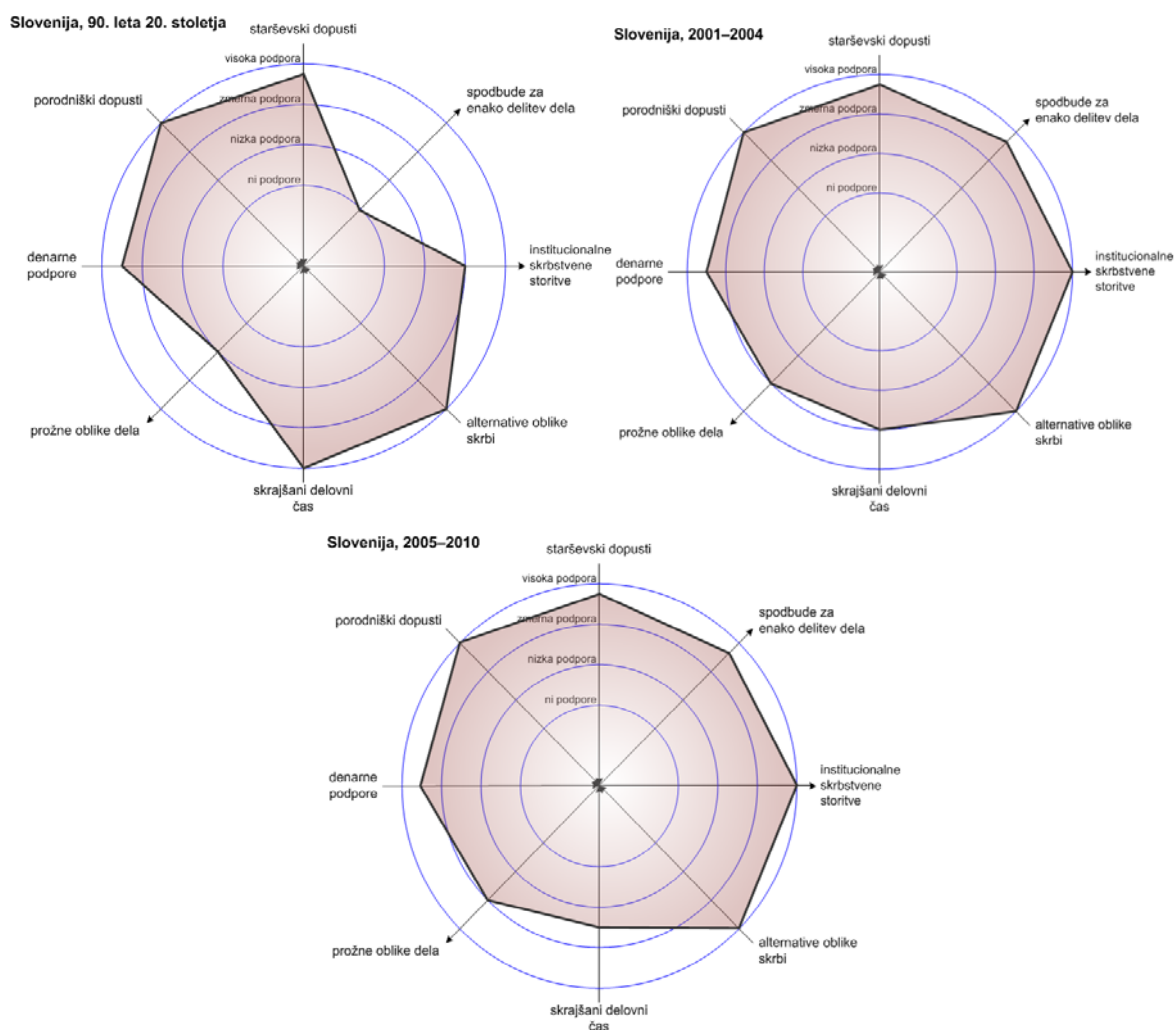 Slovenija, 90. leta 20. stoletja
starševski dopusti
visoka podpora
spodbude za
enako delitev dela
porodniški dopusti
zmerna podpora
nizka podpora
ni podpore
denarne
podpore
institucionalne
skrbstvene
storitve
prožne oblike dela
alternative oblike
skrbi
skrajšani delovni
čas
Slovenija, 2001–2004
starševski dopusti
visoka podpora
spodbude za
enako delitev dela
porodniški dopusti
zmerna podpora
nizka podpora
ni podpore
denarne
podpore
institucionalne
skrbstvene
storitve
prožne oblike dela
alternative oblike
skrbi
skrajšani delovni
čas
Slovenija, 2005–2010
starševski dopusti
visoka podpora
spodbude za
enako delitev dela
porodniški dopusti
zmerna podpora
nizka podpora
ni podpore
denarne
podpore
institucionalne
skrbstvene
storitve
prožne oblike dela
alternative oblike
skrbi
skrajšani delovni
čas